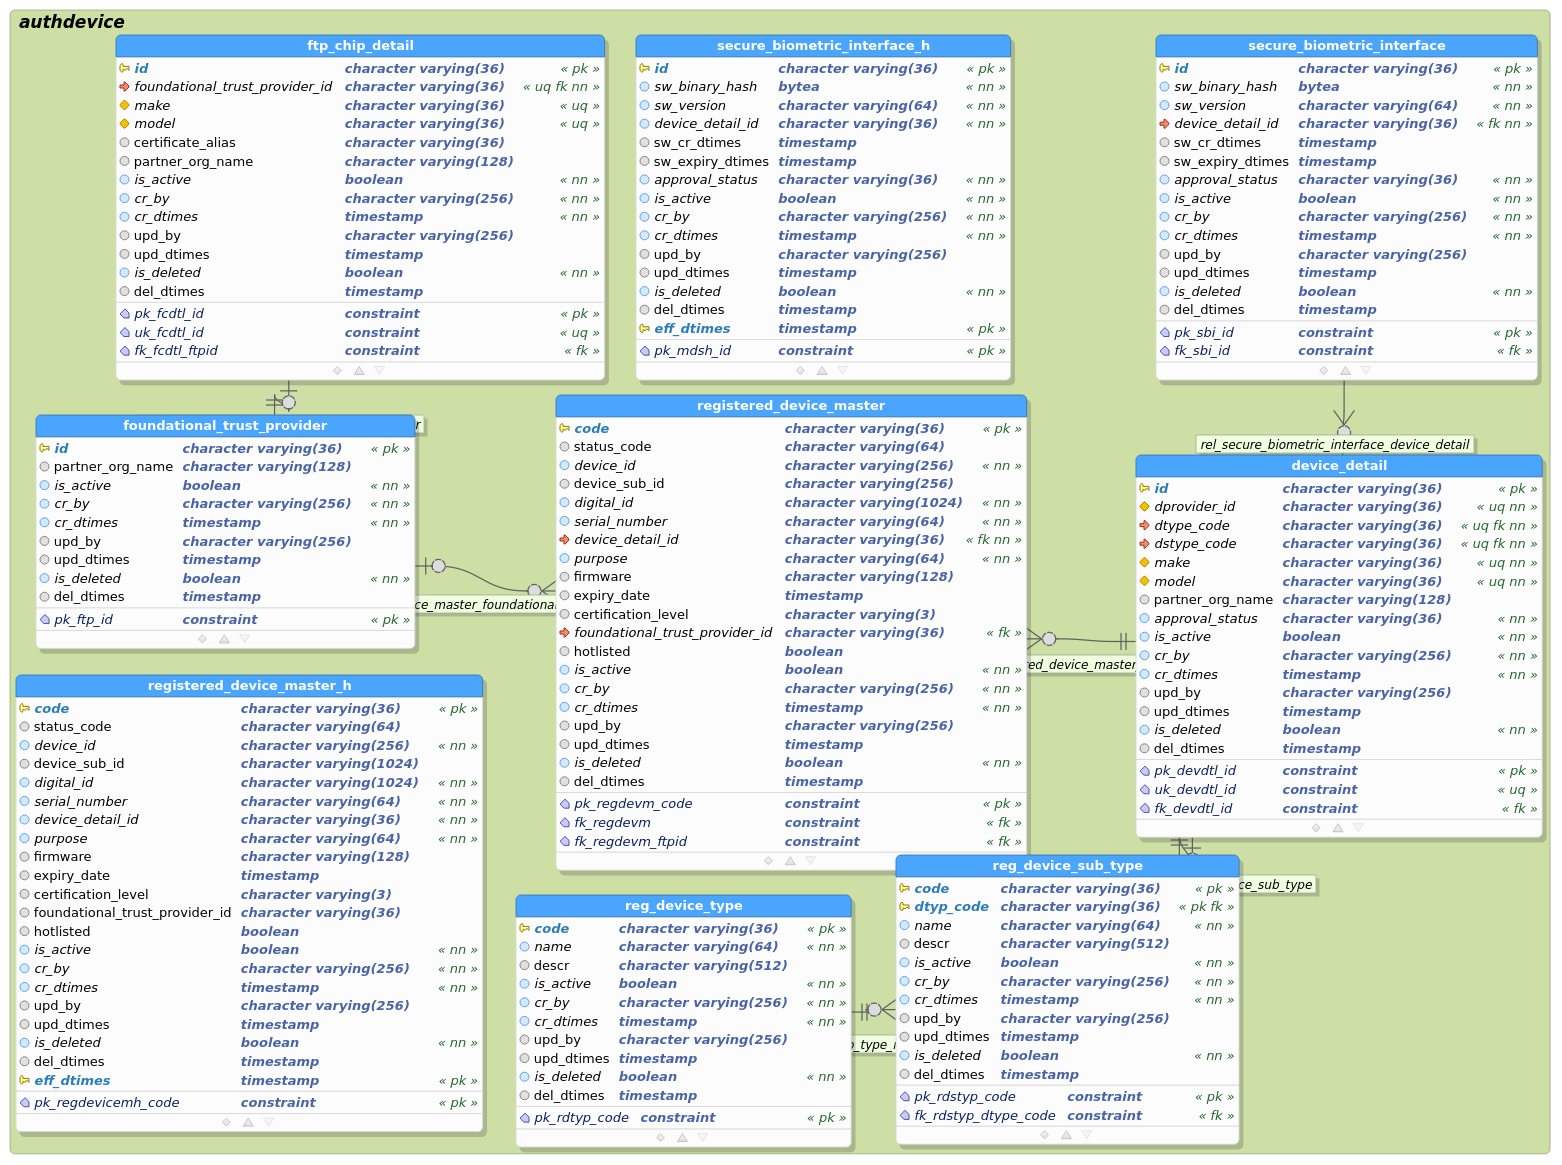 authdevice
ftp_chip_detail
id character varying(36) « pk »
foundational_trust_provider_id character varying(36) « uq fk nn »
make character varying(36) « uq »
model character varying(36) « uq »
certificate_alias character varying(36)
partner_org_name character varying(128)
is_active boolean « nn »
cr_by character varying(256) « nn »
cr_dtimes timestamp « nn »
upd_by character varying(256)
upd_dtimes timestamp
is_deleted boolean « nn »
del_dtimes timestamp
pk_fcdtl_id constraint « pk »
uk_fcdtl_id constraint « uq »
fk_fcdtl_ftpid constraint « fk »
secure_biometric_interface_h
id character varying(36) « pk »
sw_binary_hash bytea « nn »
sw_version character varying(64) « nn »
device_detail_id character varying(36) « nn »
sw_cr_dtimes timestamp
sw_expiry_dtimes timestamp
approval_status character varying(36) « nn »
is_active boolean « nn »
cr_by character varying(256) « nn »
cr_dtimes timestamp « nn »
upd_by character varying(256)
upd_dtimes timestamp
is_deleted boolean « nn »
del_dtimes timestamp
eff_dtimes timestamp « pk »
pk_mdsh_id constraint « pk »
secure_biometric_interface
id character varying(36) « pk »
sw_binary_hash bytea « nn »
sw_version character varying(64) « nn »
device_detail_id character varying(36) « fk nn »
sw_cr_dtimes timestamp
sw_expiry_dtimes timestamp
approval_status character varying(36) « nn »
is_active boolean « nn »
cr_by character varying(256) « nn »
cr_dtimes timestamp « nn »
upd_by character varying(256)
upd_dtimes timestamp
is_deleted boolean « nn »
del_dtimes timestamp
pk_sbi_id constraint « pk »
fk_sbi_id constraint « fk »
r
foundational_trust_provider
id character varying(36) « pk »
partner_org_name character varying(128)
is_active boolean « nn »
cr_by character varying(256) « nn »
cr_dtimes timestamp « nn »
upd_by character varying(256)
upd_dtimes timestamp
is_deleted boolean « nn »
del_dtimes timestamp
pk_ftp_id constraint « pk »
ce_master_foundational
registered_device_master
code character varying(36) « pk »
status_code character varying(64)
device_id character varying(256) « nn »
device_sub_id character varying(256)
digital_id character varying(1024) « nn »
serial_number character varying(64) « nn »
device_detail_id character varying(36) « fk nn »
purpose character varying(64) « nn »
firmware character varying(128)
expiry_date timestamp
certification_level character varying(3)
foundational_trust_provider_id character varying(36) « fk »
hotlisted boolean
is_active boolean « nn »
cr_by character varying(256) « nn »
cr_dtimes timestamp « nn »
upd_by character varying(256)
upd_dtimes timestamp
is_deleted boolean « nn »
del_dtimes timestamp
pk_regdevm_code constraint « pk »
fk_regdevm constraint « fk »
fk_regdevm_ftpid constraint « fk »
red_device_master
rel_secure_biometric_interface_device_detail
device_detail
id character varying(36) « pk »
dprovider_id character varying(36) « uq nn »
dtype_code character varying(36) « uq fk nn »
dstype_code character varying(36) « uq fk nn »
make character varying(36) « uq nn »
model character varying(36) « uq nn »
partner_org_name character varying(128)
approval_status character varying(36) « nn »
is_active boolean « nn »
cr_by character varying(256) « nn »
cr_dtimes timestamp « nn »
upd_by character varying(256)
upd_dtimes timestamp
is_deleted boolean « nn »
del_dtimes timestamp
pk_devdtl_id constraint « pk »
uk_devdtl_id constraint « uq »
fk_devdtl_id constraint « fk »
registered_device_master_h
code character varying(36) « pk »
status_code character varying(64)
device_id character varying(256) « nn »
device_sub_id character varying(1024)
digital_id character varying(1024) « nn »
serial_number character varying(64) « nn »
device_detail_id character varying(36) « nn »
purpose character varying(64) « nn »
firmware character varying(128)
expiry_date timestamp
certification_level character varying(3)
foundational_trust_provider_id character varying(36)
hotlisted boolean
is_active boolean « nn »
cr_by character varying(256) « nn »
cr_dtimes timestamp « nn »
upd_by character varying(256)
upd_dtimes timestamp
is_deleted boolean « nn »
del_dtimes timestamp
eff_dtimes timestamp « pk »
pk_regdevicemh_code constraint « pk »
reg_device_type
code character varying(36) « pk »
name character varying(64) « nn »
descr character varying(512)
is_active boolean « nn »
cr_by character varying(256) « nn »
cr_dtimes timestamp « nn »
upd_by character varying(256)
upd_dtimes timestamp
is_deleted boolean « nn »
del_dtimes timestamp
pk_rdtyp_code constraint « pk »
reg_device_sub_type
code character varying(36) « pk »
dtyp_code character varying(36) « pk fk »
name character varying(64) « nn »
descr character varying(512)
is_active boolean « nn »
cr_by character varying(256) « nn »
cr_dtimes timestamp « nn »
upd_by character varying(256)
upd_dtimes timestamp
is_deleted boolean « nn »
del_dtimes timestamp
pk_rdstyp_code constraint « pk »
fk_rdstyp_dtype_code constraint « fk »
ce_sub_type